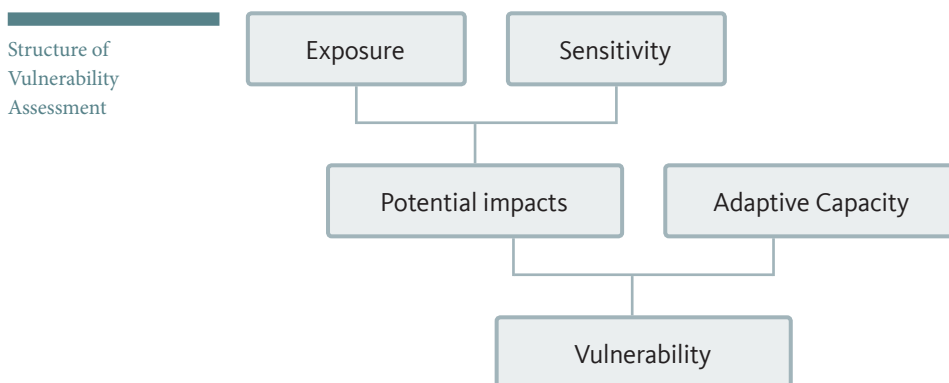 Structure of
Vulnerability
Assessment
Exposure
Sensitivity
Potential impacts
Adaptive Capacity
Vulnerability